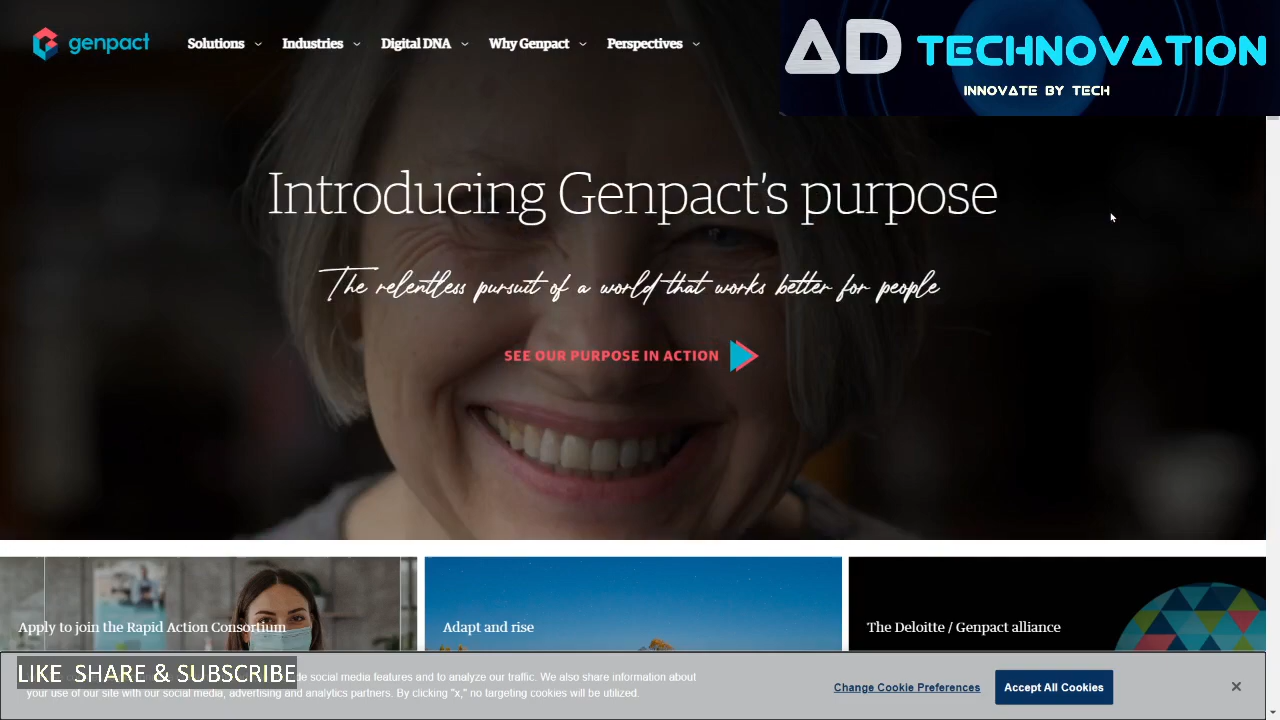 genpact
Solutions
Industries
Digital DNA
Why Genpact
Perspectives
AD TECHNOVATION
INNOVATE BY TECH
Introducing Genpact's purpose
The relentless pursuit of a world that works better for people
SEE OUR PURPOSE IN ACTION
Apply to join the Rapid Action Consortium
Adapt and rise
The Deloitte / Genpact alliance
LIKE SHARE & SUBSCRIBE
social media features and to analyze our traffic. We also share information about
your use of our site with our social media, advertising and analytics partners. By clicking "x," no targeting cookies will be utilized.
Change Cookie Preferences
Accept All Cookies